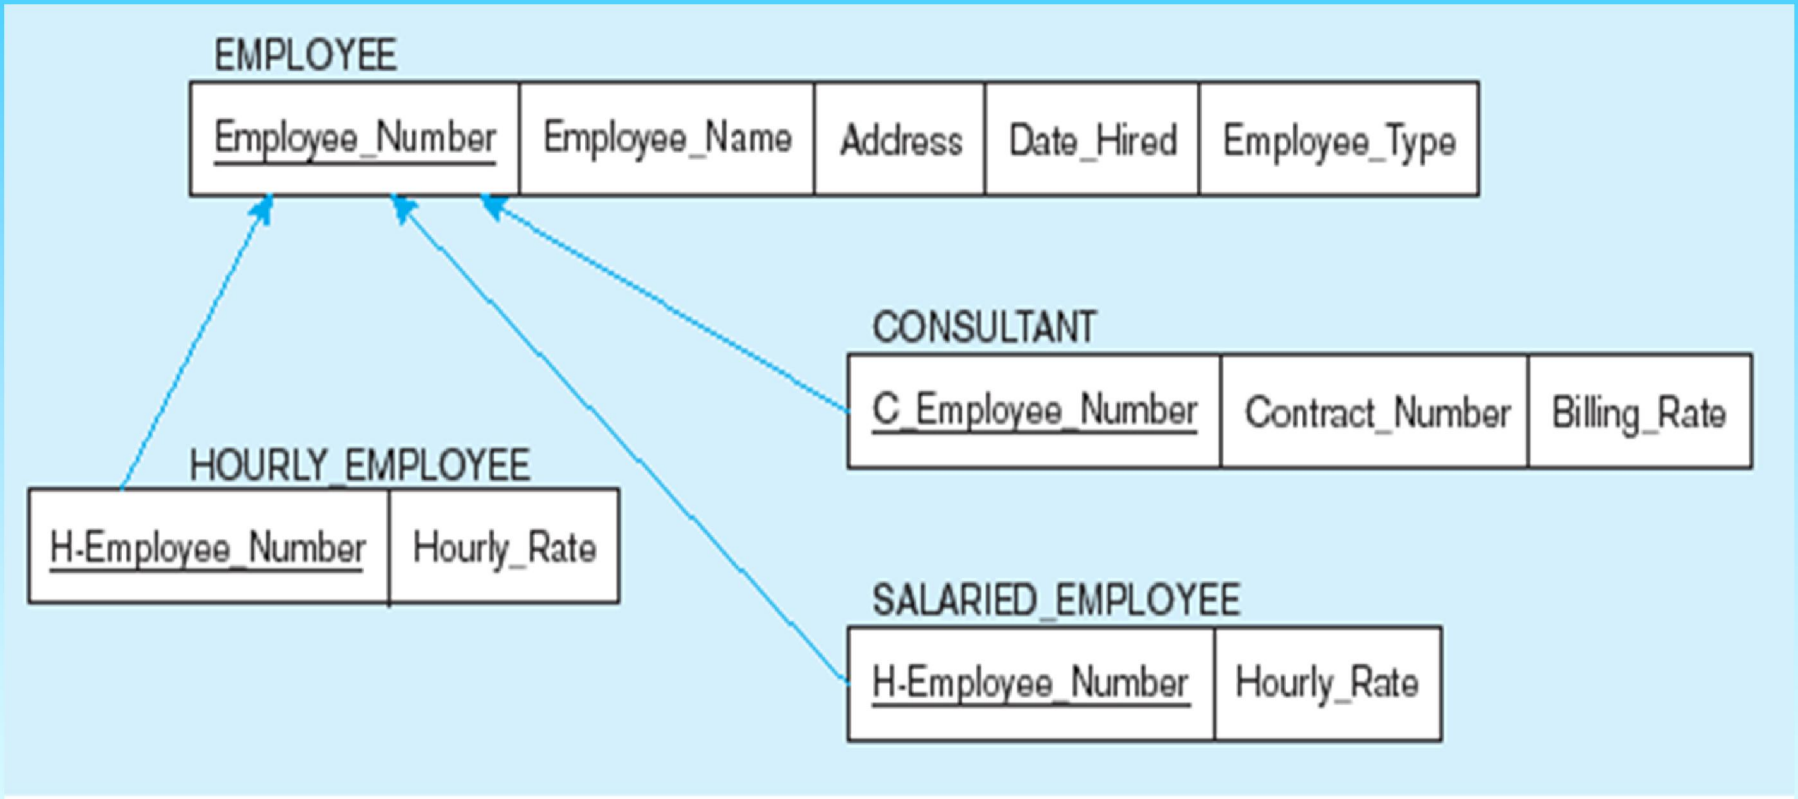 EMPLOYEE
Employee_Number Employee_Name Address Date_Hired Employee_Type
CONSULTANT
C_Employee_Number Contract_Number Billing_Rate
HOURLY_EMPLOYEE
H-Employee_Number Hourly_Rate
SALARIED_EMPLOYEE
H-Employee_Number Hourly_Rate